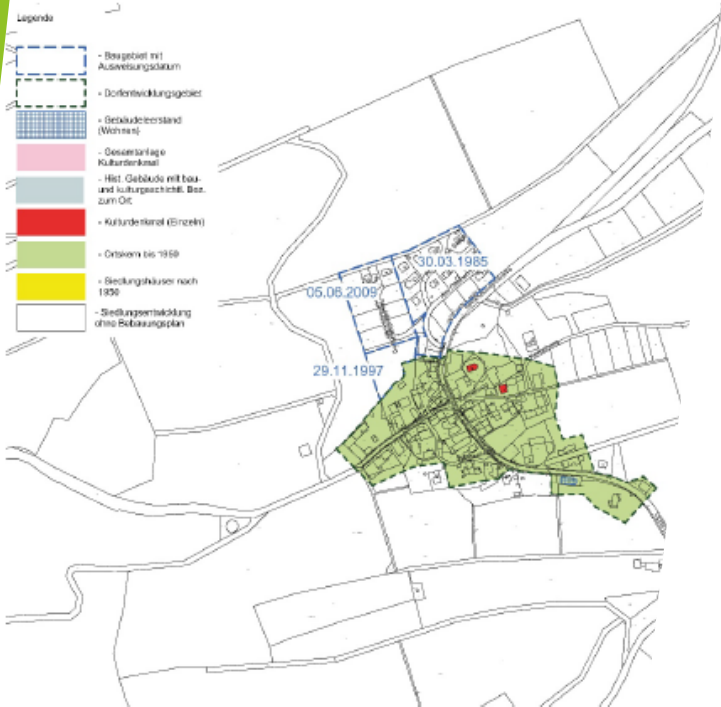 Legende
- Baugebiet mit
Ausweisungsdatum
- Dorfentwicklungsgebiet
- Gebäudeleerstand
(Wohnen)
- Gesamtanlage
Kulturdenkmal
- Hist. Gebäude mit bau-
und kulturgeschichtl. Bez.
zum Ort
- Kulturdenkmal (Einzeln)
- Ortskern bis 1950
- Siedlungshäuser nach
1950
- Siedlungsentwicklung
ohne Bebauungsplan
30.03.1985
05.06.2009
29.11.1997